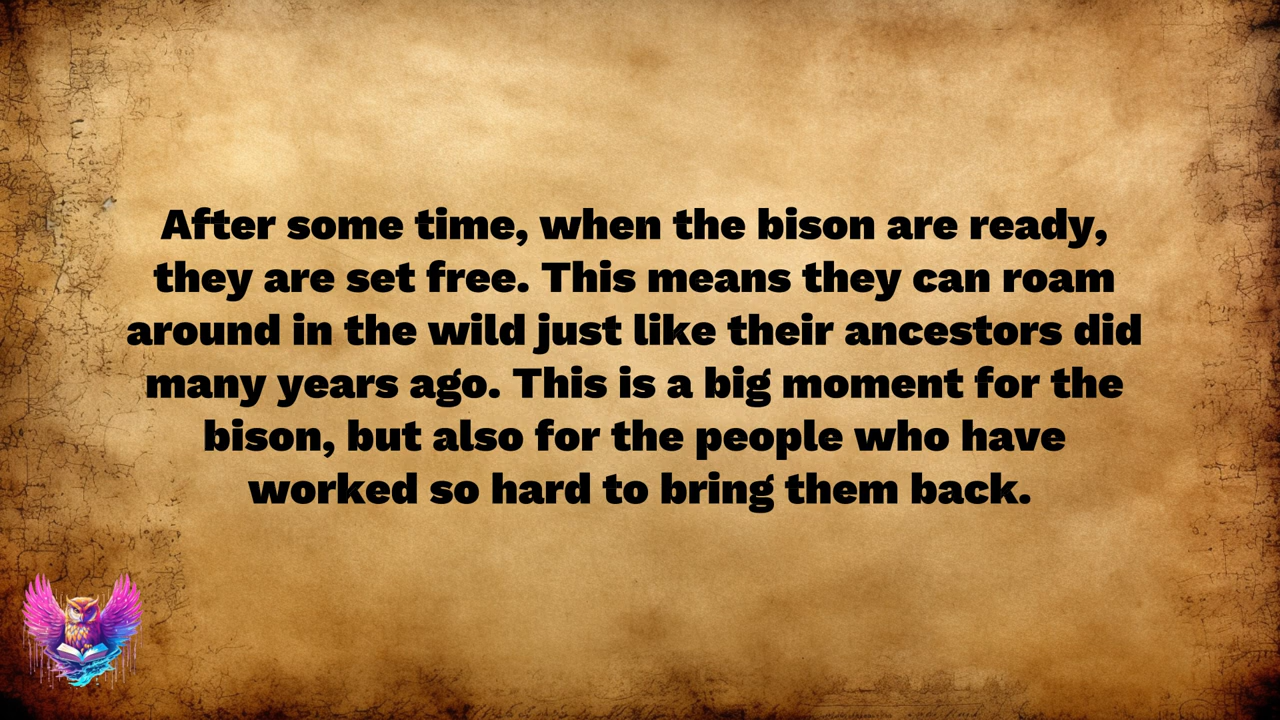 After some time, when the bison are ready,
they are set free. This means they can roam
around in the wild just like their ancestors did
many years ago. This is a big moment for the
bison, but also for the people who have
worked so hard to bring them back.